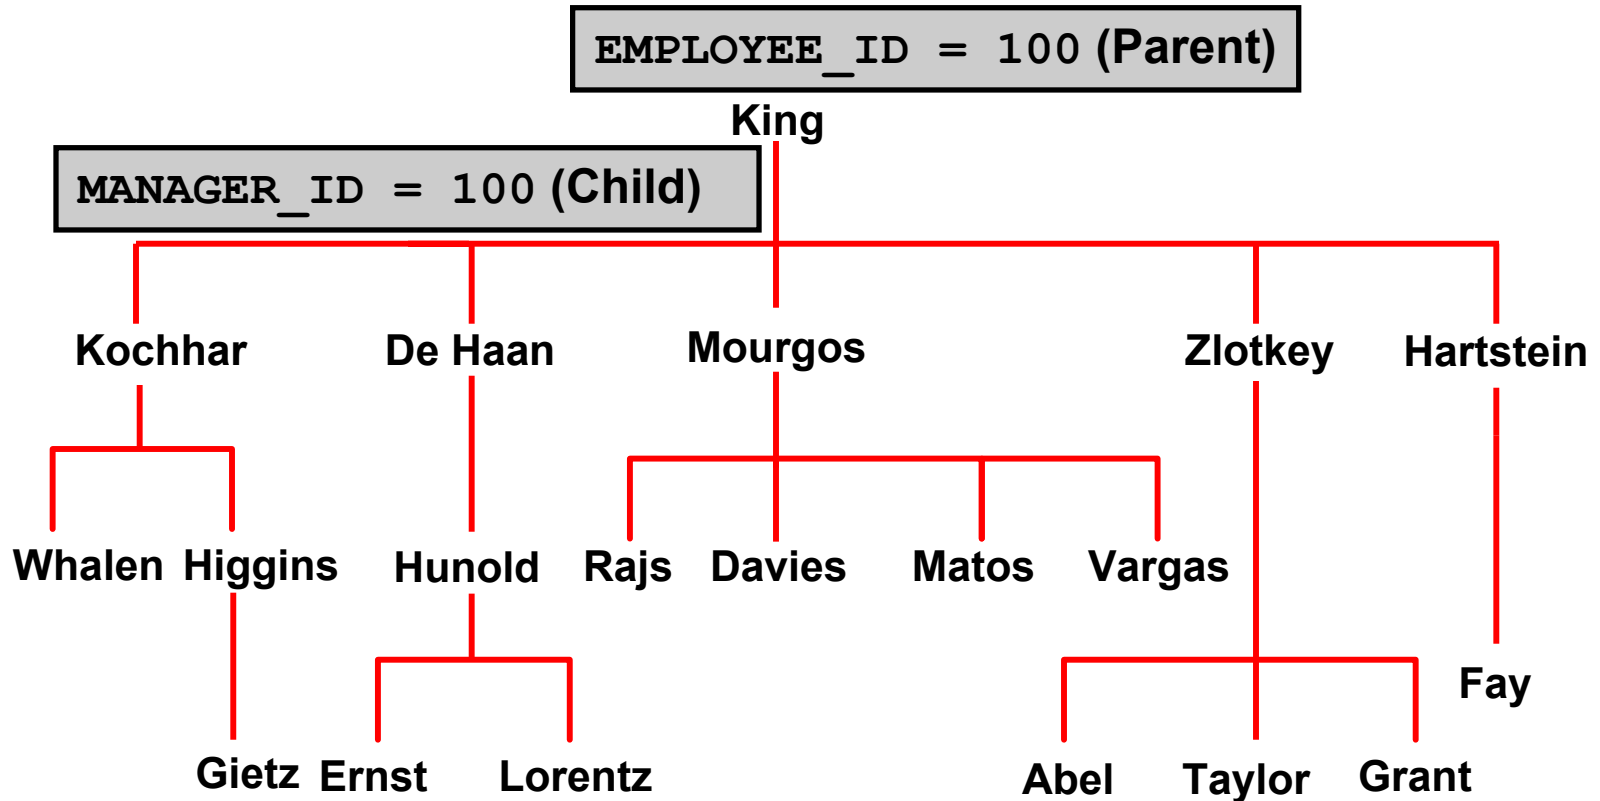 EMPLOYEE_ID = 100 (Parent)
King
MANAGER_ID = 100 (Child)
Kochhar De Haan Mourgos Zlotkey Hartstein
Whalen Higgins Hunold Rajs Davies Matos Vargas
Fay
Gietz Ernst Lorentz Abel Taylor Grant